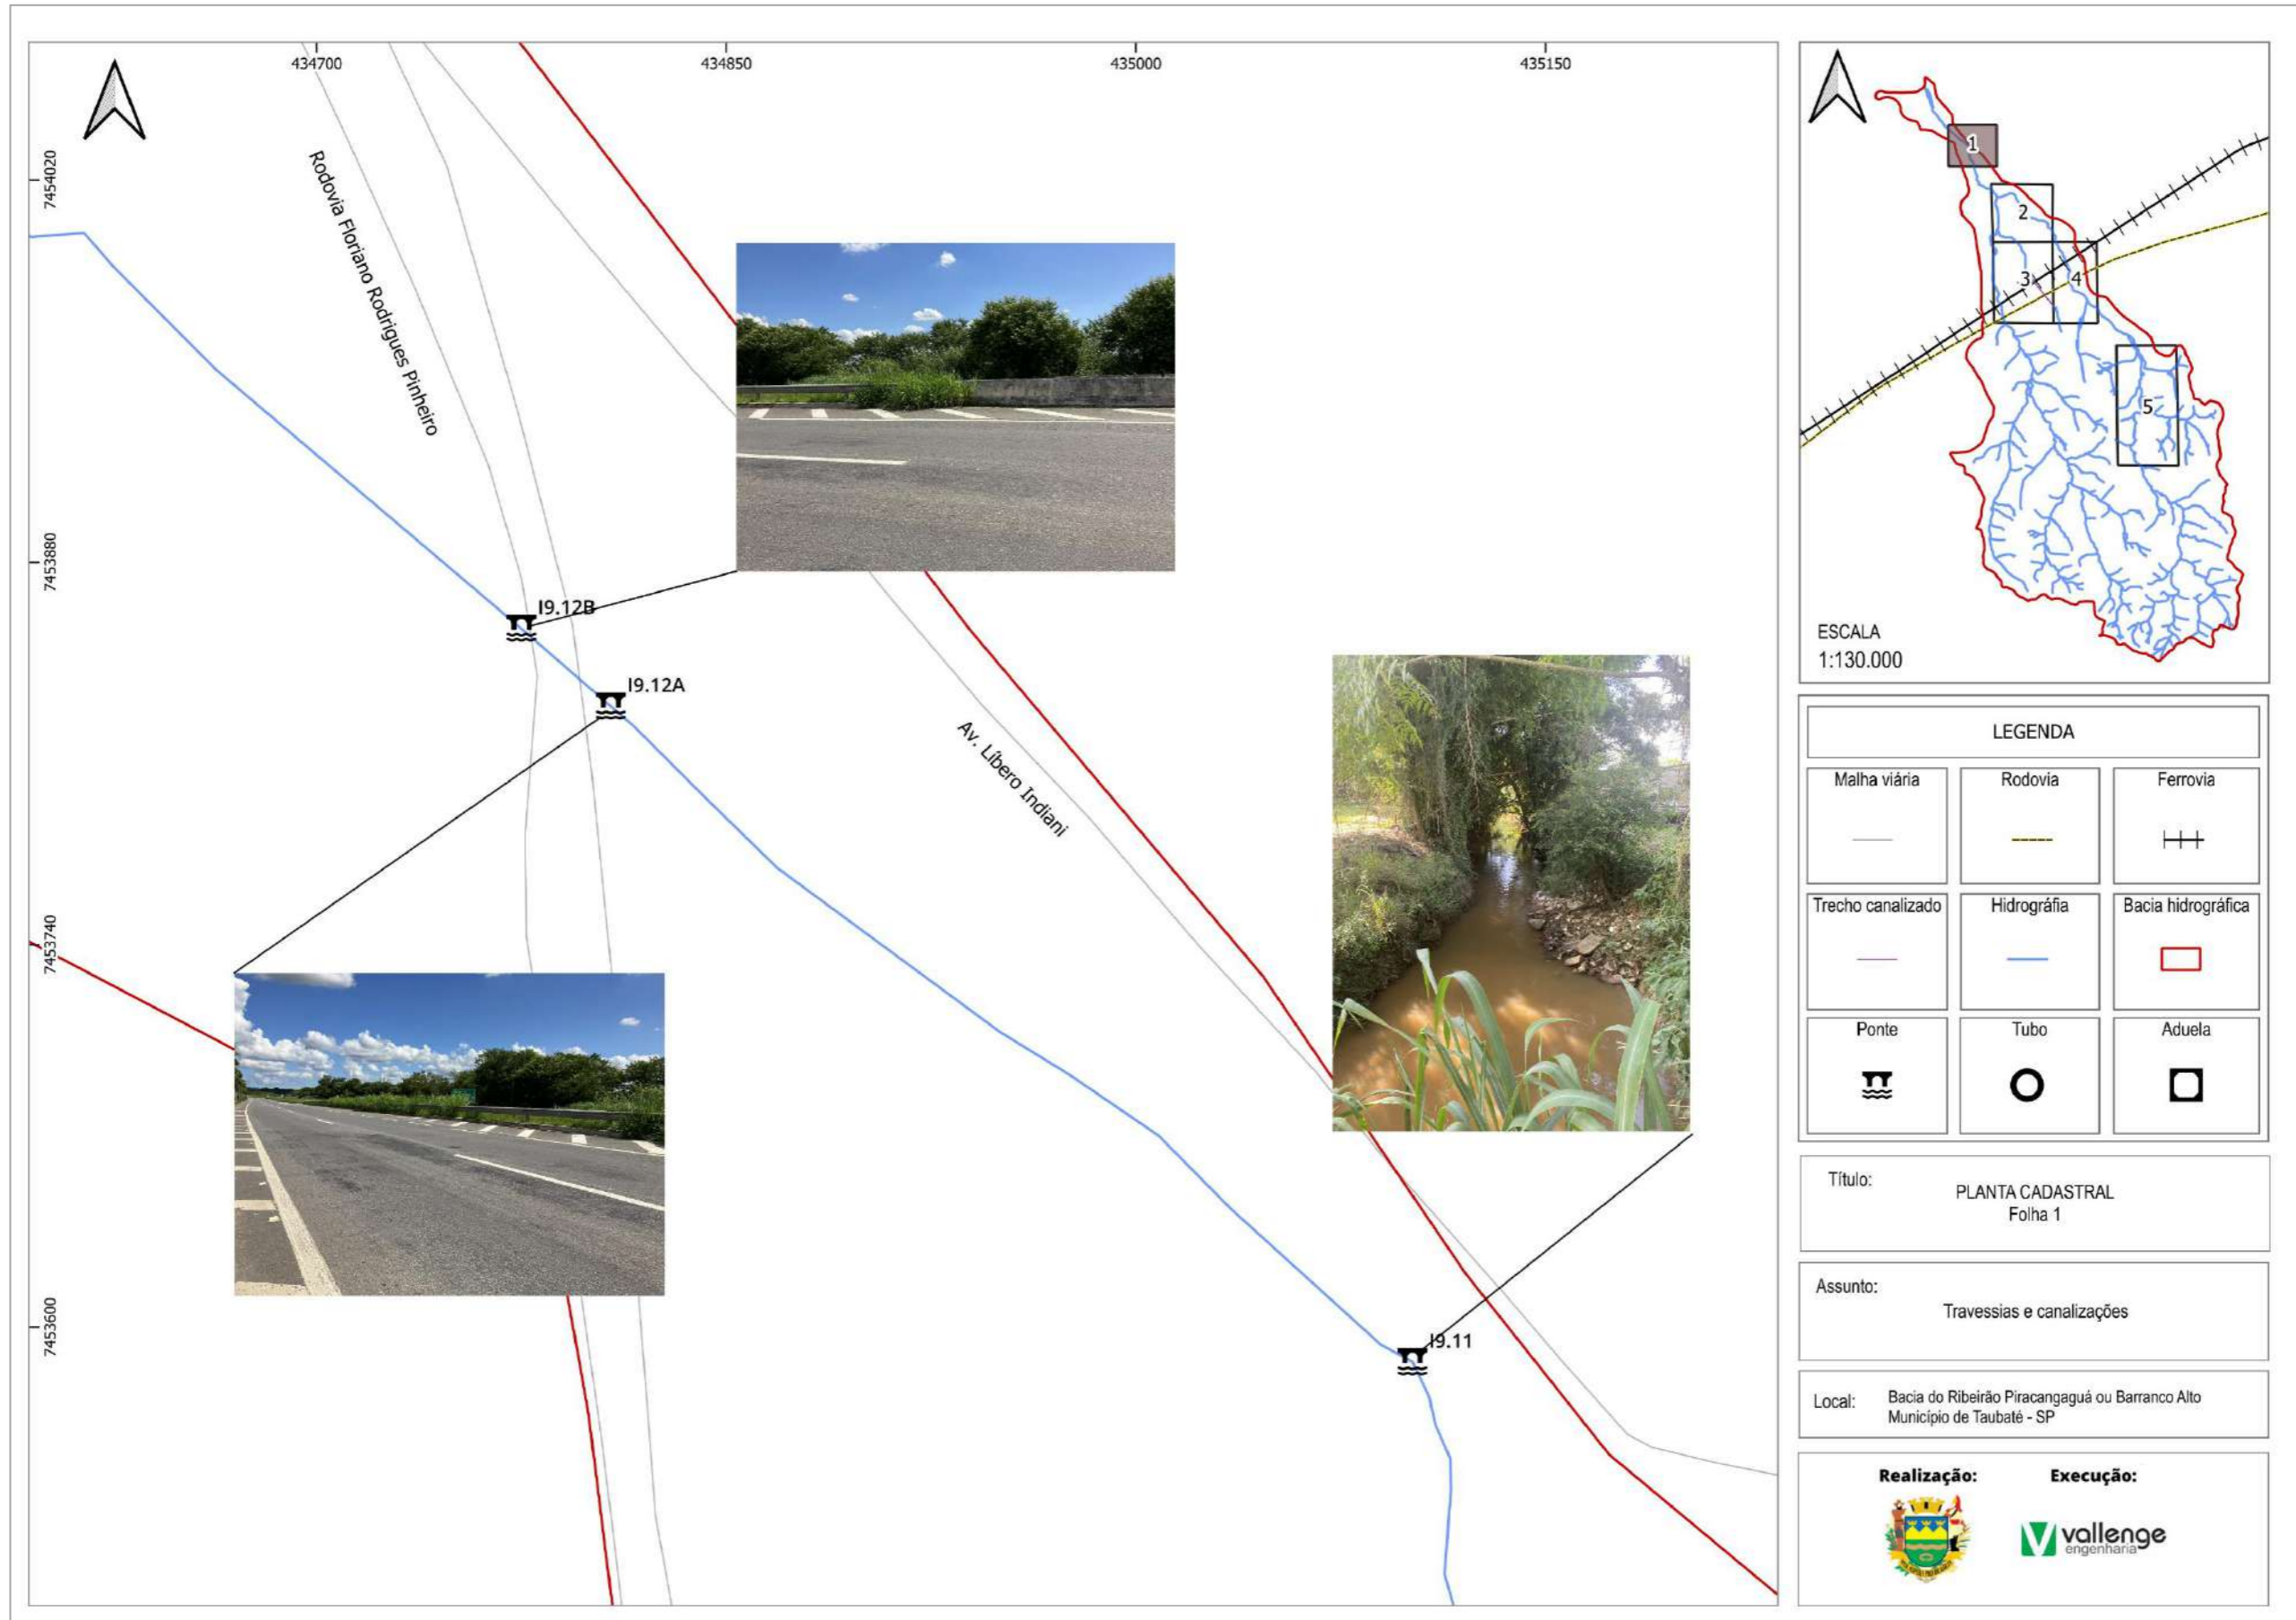 434700
434850
435000
435150
7454020
7453880
7453740
7453600
Rodovia Floriano Rodrigues Pinheiro
Av. Líbero Indiani
I9.12B
I9.12A
I9.11
1
2
3
4
5
ESCALA
1:130.000
LEGENDA
Malha viária
Rodovia
Ferrovia
Trecho canalizado
Hidrográfia
Bacia hidrográfica
Ponte
Tubo
Aduela
Título:
PLANTA CADASTRAL
Folha 1
Assunto:
Travessias e canalizações
Local:
Bacia do Ribeirão Piracangaguá ou Barranco Alto
Município de Taubaté - SP
Realização:
Execução:
vallenge
engenharia